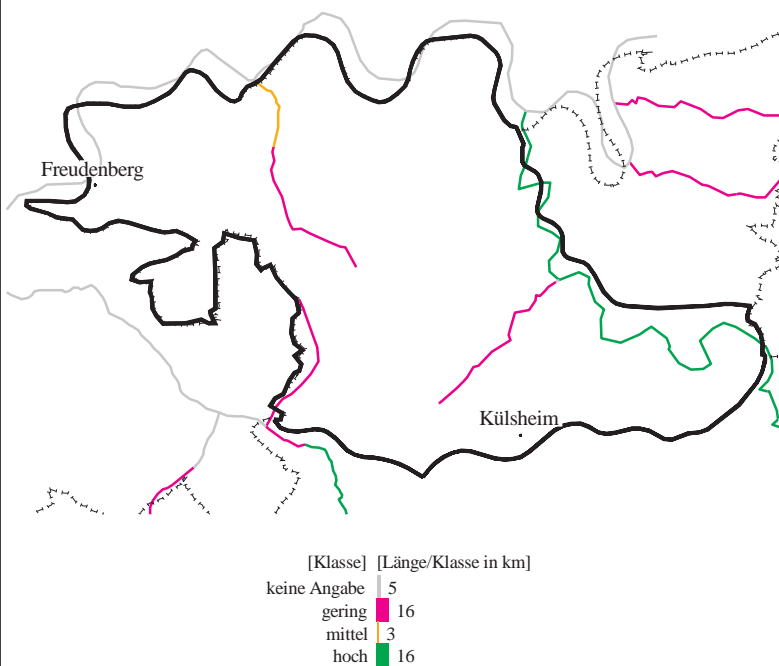 Freudenberg
Külsheim
[Klasse] [Länge/Klasse in km]
keine Angabe 5
gering 16
mittel 3
hoch 16